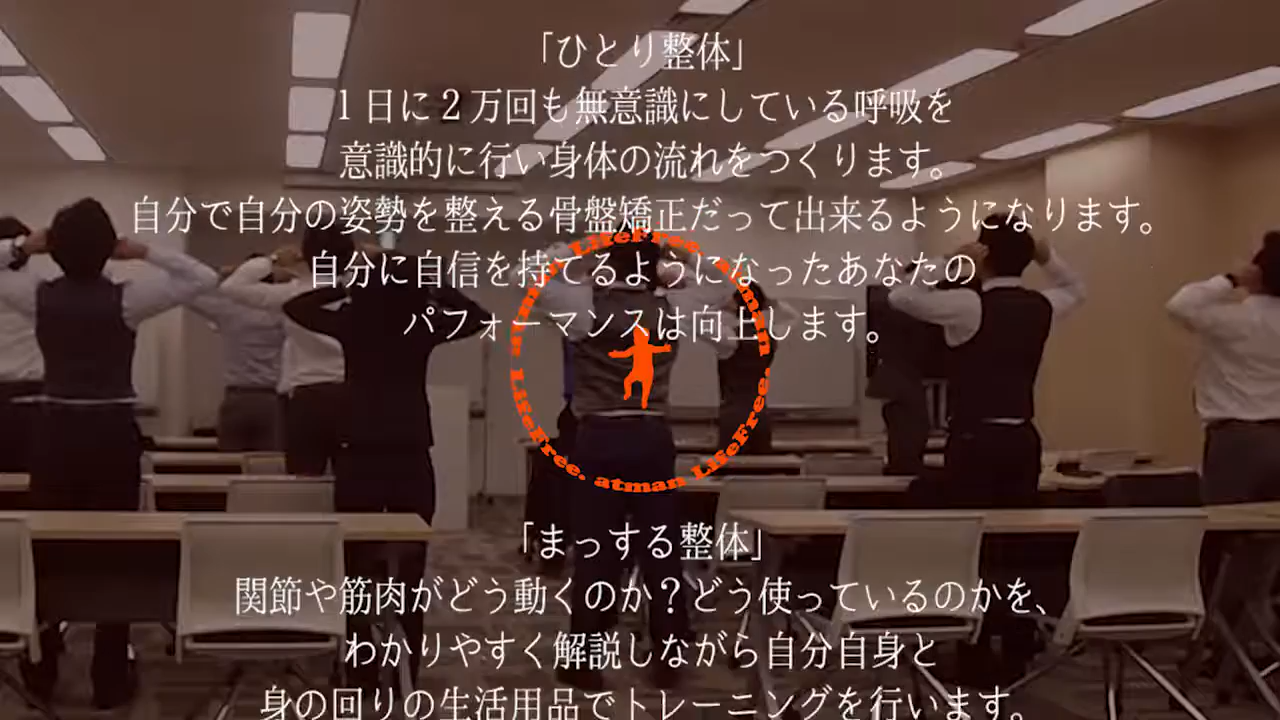 「ひとり整体」
1日に2万回も無意識にしている呼吸を
意識的に行い身体の流れをつくります。
自分で自分の姿勢を整える骨盤矯正だって出来るようになります。
自分に自信を持てるようになったあなたの
パフォーマンスは向上します。
atman LifeFree. atman LifeFree. atman LifeFree.
「まっする整体」
関節や筋肉がどう動くのか?どう使っているのかを、
わかりやすく解説しながら自分自身と
身の回りの生活用品でトレーニングを行います。